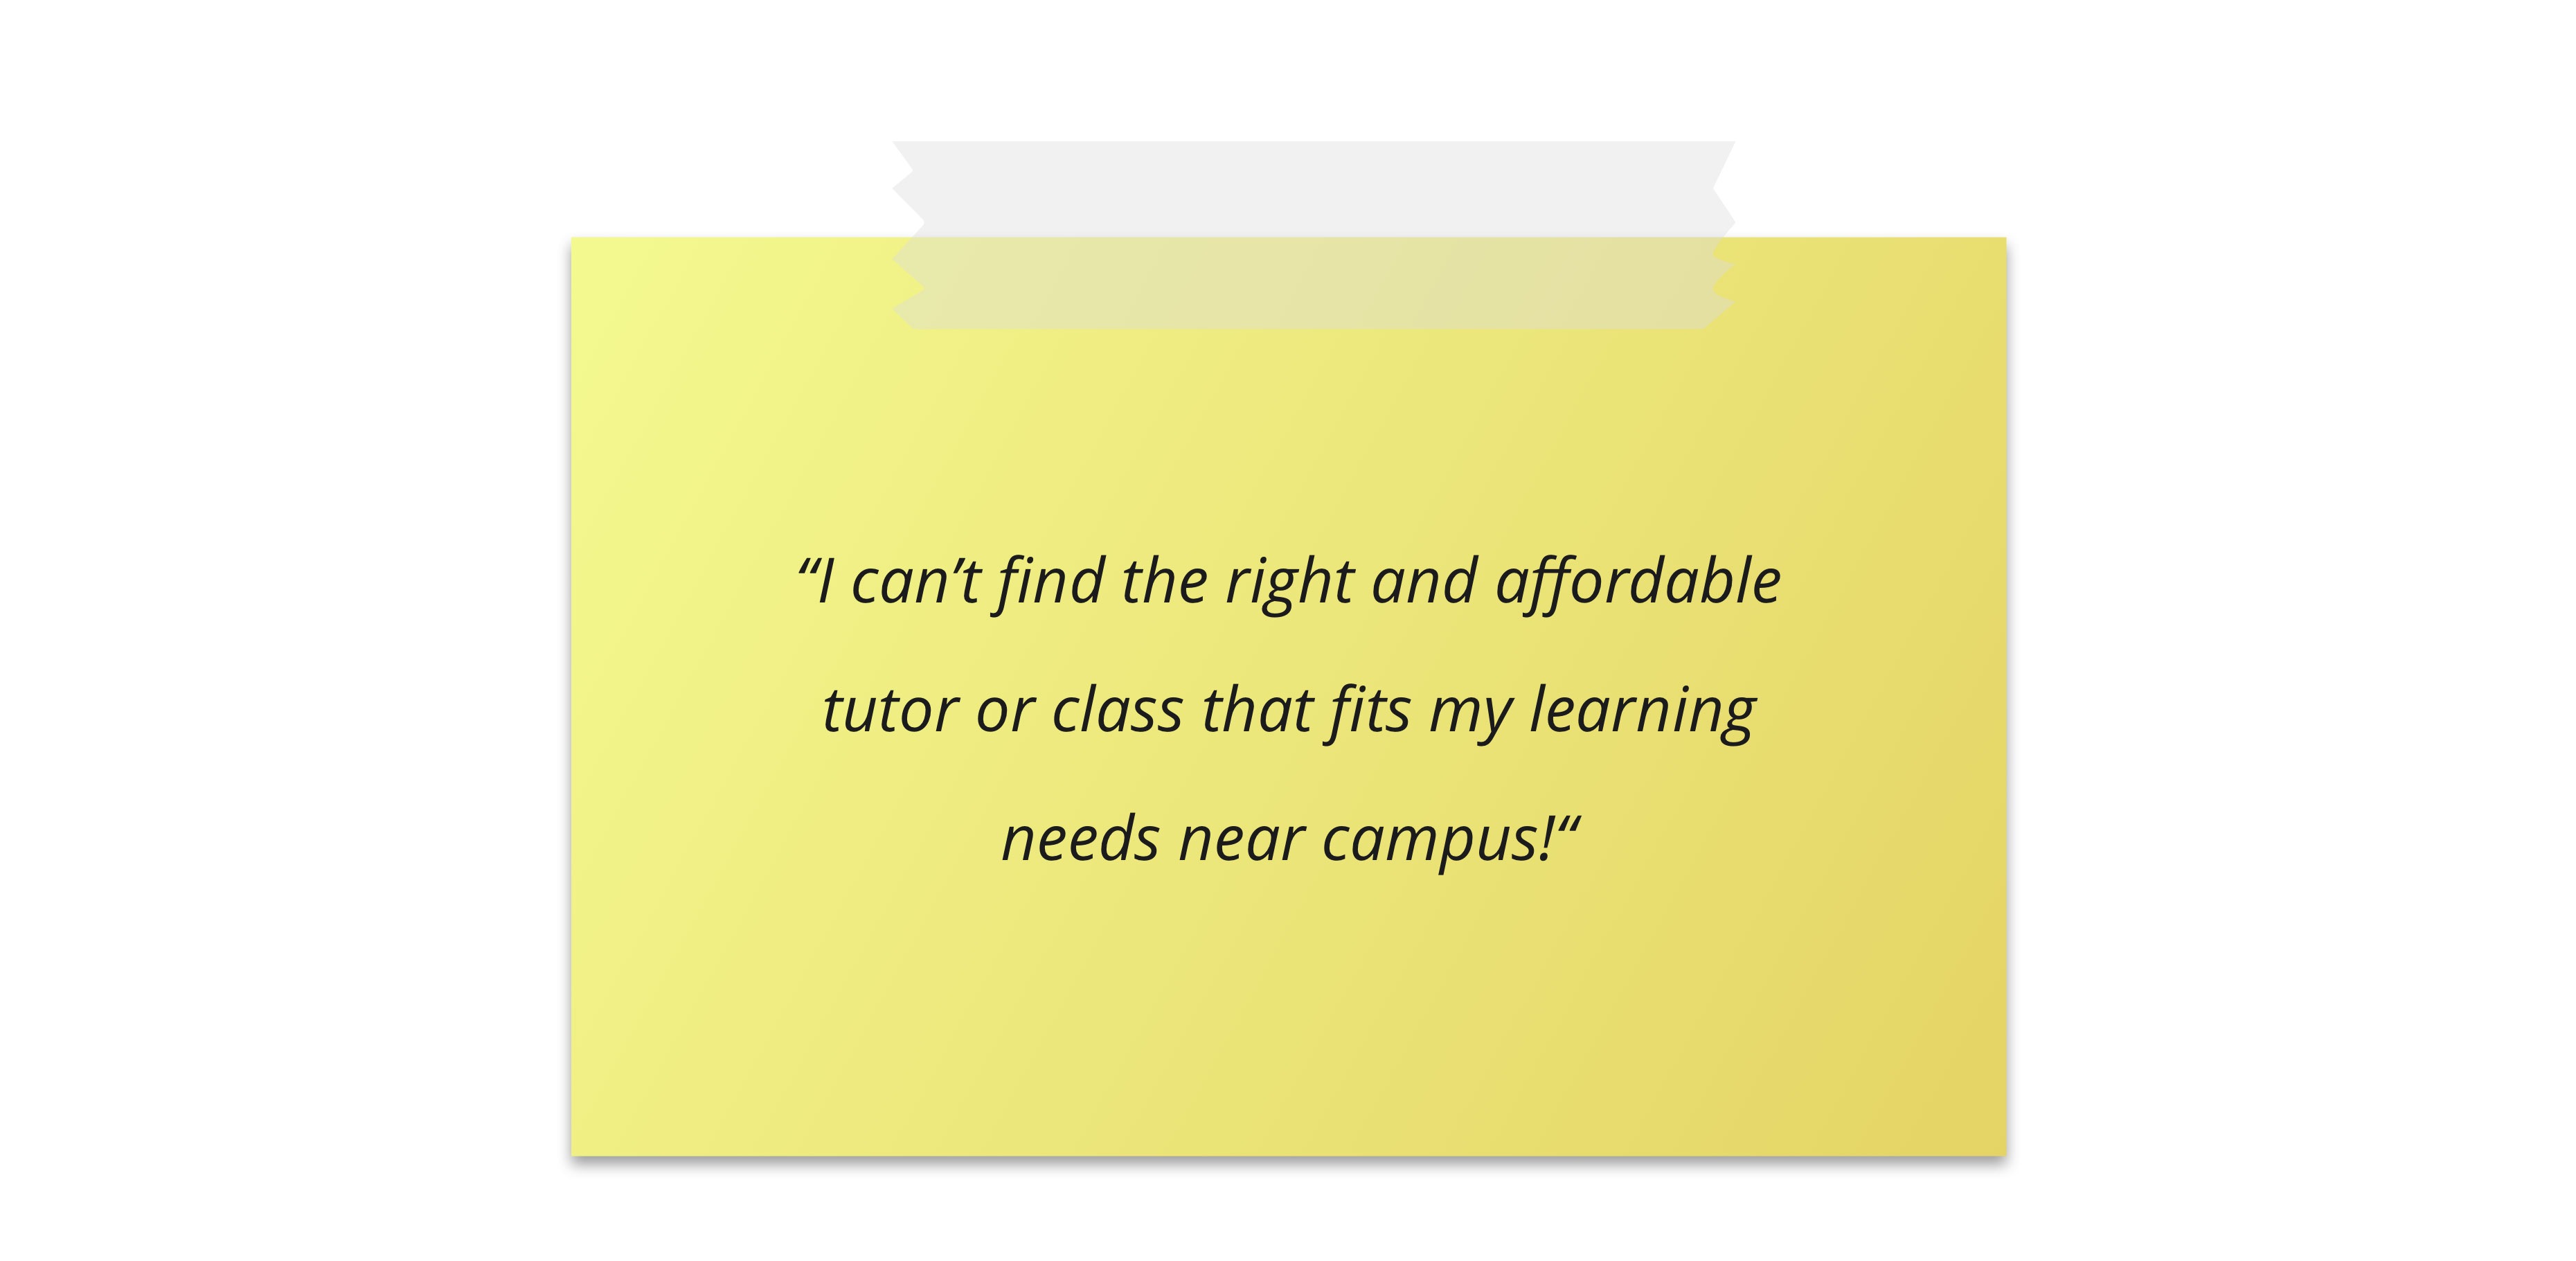 “I can’t find the right and affordable
tutor or class that fits my learning
needs near campus!“